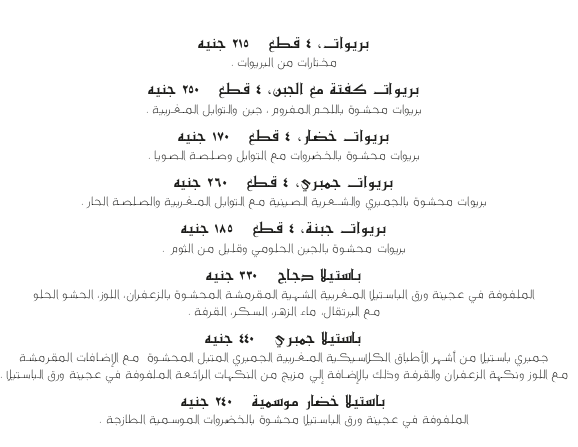 بريوات، ٤ قطع ٢١٥ جنيه
مختارات من البريوات .
بريوات كفتة مع الجبن، ٤ قطع ٢٥٠ جنيه
بريوات محشوة باللحم المفروم ، جبن والتوابل المغربية .
بريوات خضار، ٤ قطع ١٧٠ جنيه
بريوات محشوة بالخضروات مع التوابل وصلصة الصويا .
بريوات جمبري، ٤ قطع ٢٦٠ جنيه
بريوات محشوة بالجمبري والشعرية الصينية مع التوابل المغربية والصلصة الحار .
بريوات جبنة، ٤ قطع ١٨٥ جنيه
بريوات محشوة بالجبن الحلومي وقليل من الثوم .
باستيلا دجاج ٣٣٠ جنيه
الملفوفة في عجينة ورق الباستيلا المغربية الشهية المقرمشة المحشوة بالزعفران، اللوز، الحشو الحلو
مع البرتقال، ماء الزهر، السكر، القرفة .
باستيلا جمبري ٤٤٠ جنيه
جمبري باستيلا من أشهر الأطباق الكلاسيكية المغربية الجمبري المتبل المحشوة مع الإضافات المقرمشة
مع اللوز ونكهة الزعفران والقرفة وذلك بالإضافة إلي مزيج من النكهات الرائعة الملفوفة في عجينة ورق الباستيلا .
باستيلا خضار موسمية ٢٤٠ جنيه
الملفوفة في عجينة ورق الباستيلا محشوة بالخضروات الموسمية الطازجة .